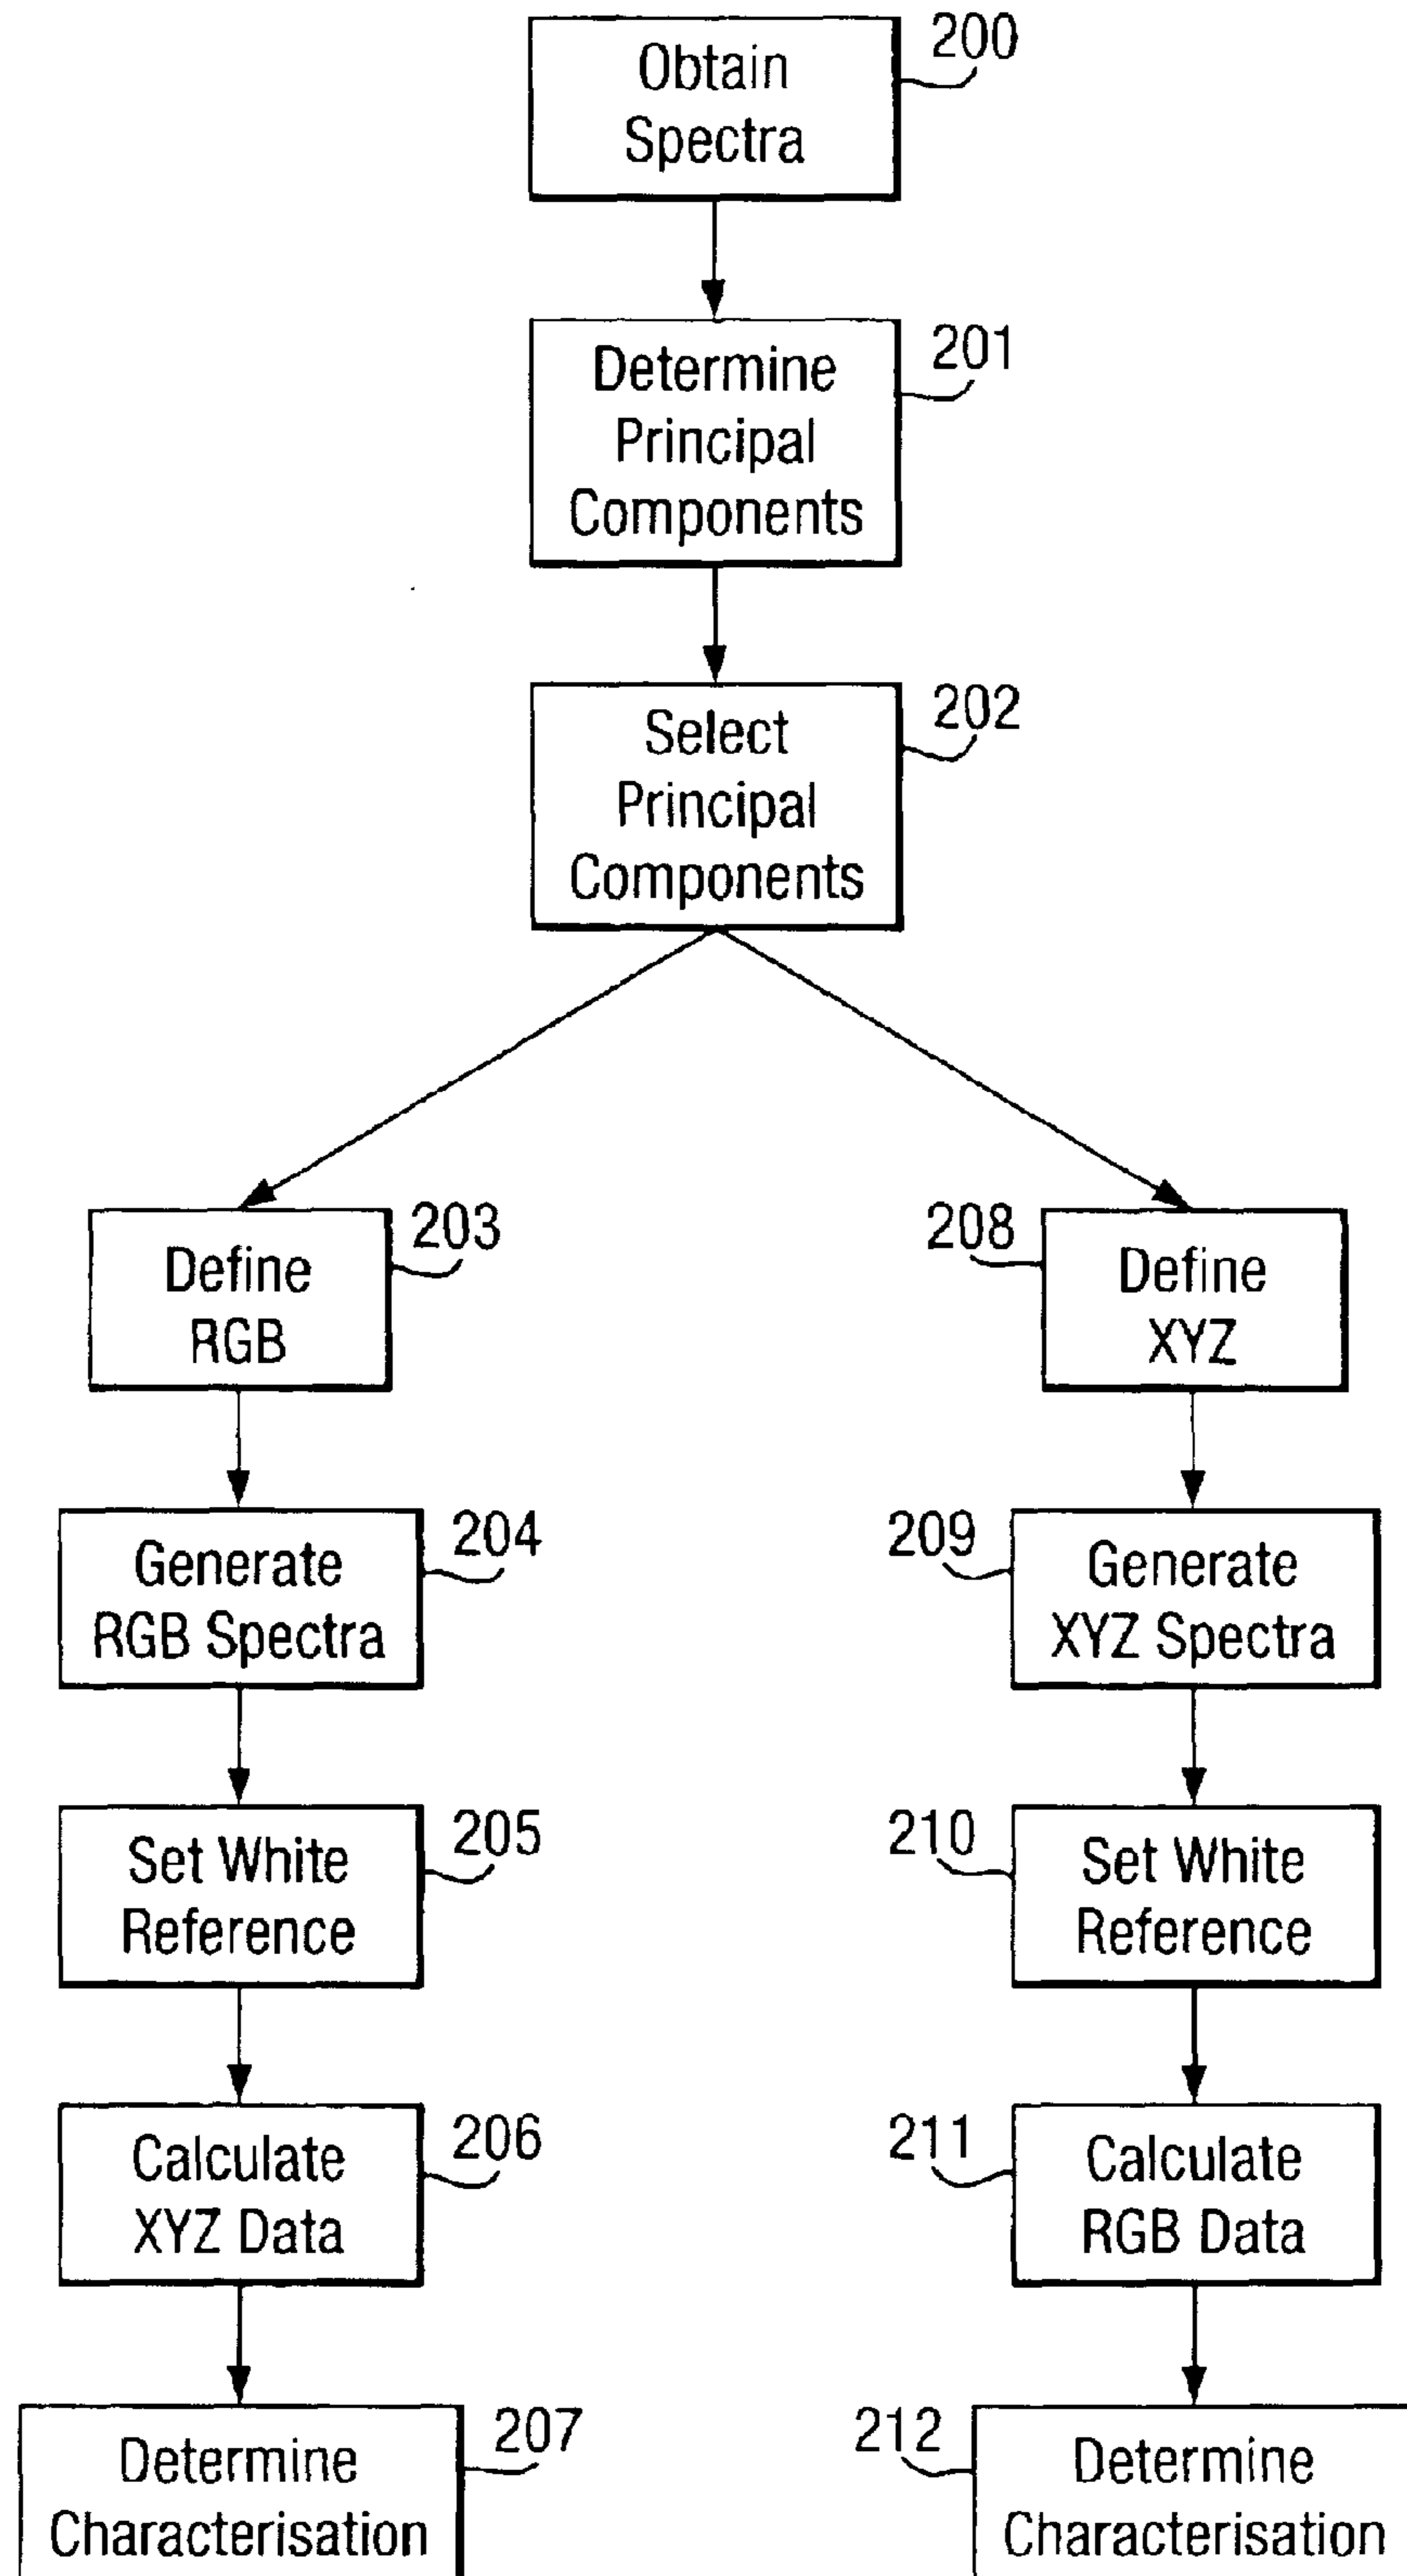 200
Obtain
Spectra
201
Determine
Principal
Components
202
Select
Principal
Components
203
Define
RGB
208
Define
XYZ
204
Generate
RGB Spectra
209
Generate
XYZ Spectra
205
Set White
Reference
210
Set White
Reference
206
Calculate
XYZ Data
211
Calculate
RGB Data
207
Determine
Characterisation
212
Determine
Characterisation